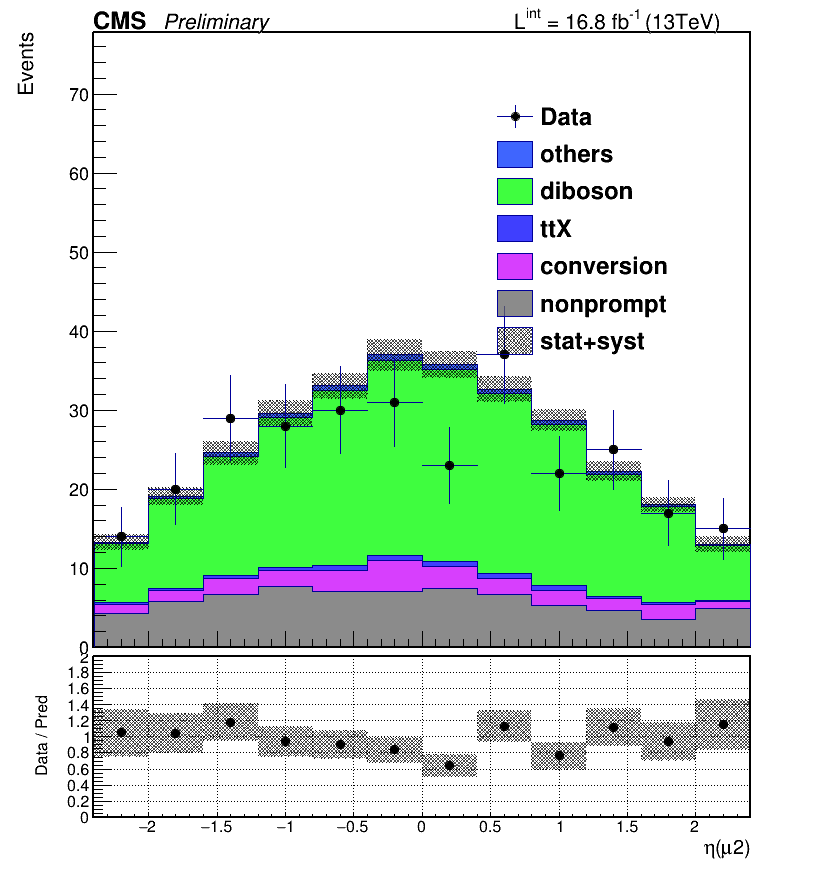 CMS Preliminary L^int = 16.8 fb^-1 (13TeV)
Events
70
60
50
40
30
20
10
0
Data
others
diboson
ttX
conversion
nonprompt
stat+syst
Data / Pred
2
1.8
1.6
1.4
1.2
1
0.8
0.6
0.4
0.2
0
−2 −1.5 −1 −0.5 0 0.5 1 1.5 2
η(μ2)